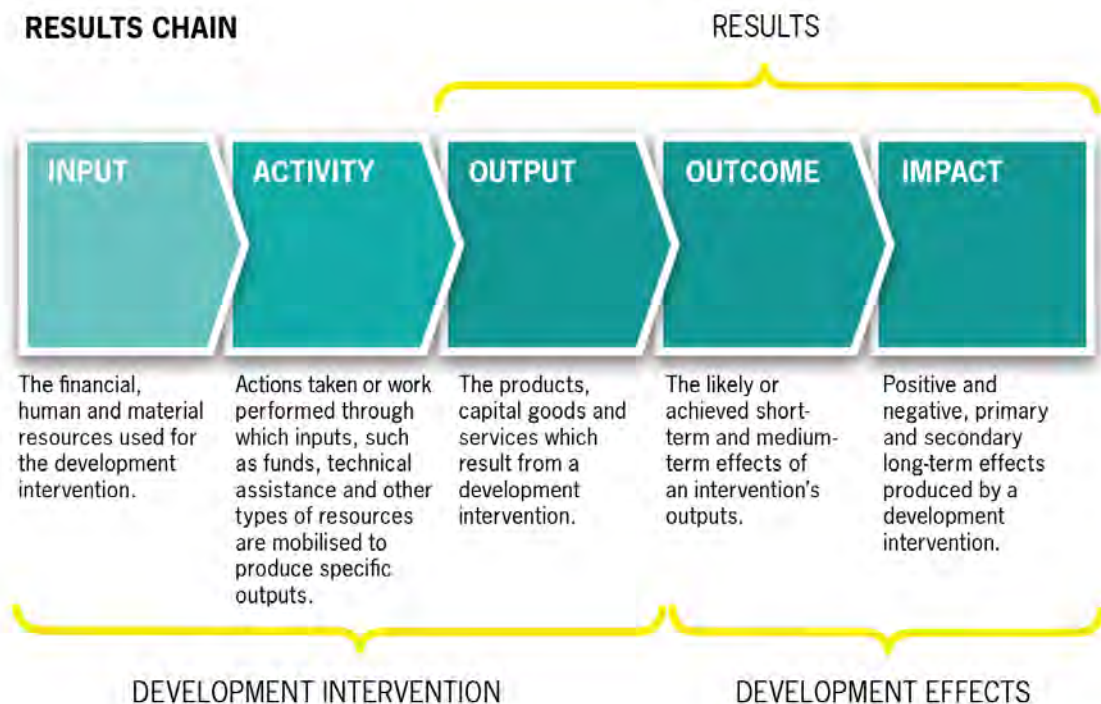 RESULTS CHAIN
RESULTS
INPUT
ACTIVITY
OUTPUT
OUTCOME
IMPACT
The financial,
human and material
resources used for
the development
intervention.
Actions taken or work
performed through
which inputs, such
as funds, technical
assistance and other
types of resources
are mobilised to
produce specific
outputs.
The products,
capital goods and
services which
result from a
development
intervention.
The likely or
achieved short-
term and medium-
term effects of
an intervention's
outputs.
Positive and
negative, primary
and secondary
long-term effects
produced by a
development
intervention.
DEVELOPMENT INTERVENTION
DEVELOPMENT EFFECTS